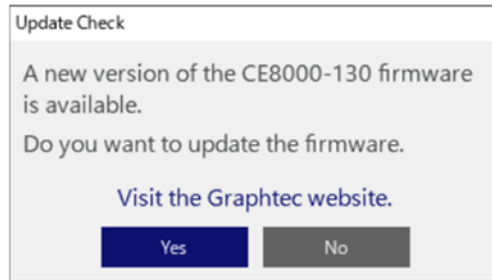 Update Check
A new version of the CE8000-130 firmware
is available.
Do you want to update the firmware.
Visit the Graphtec website.
Yes
No